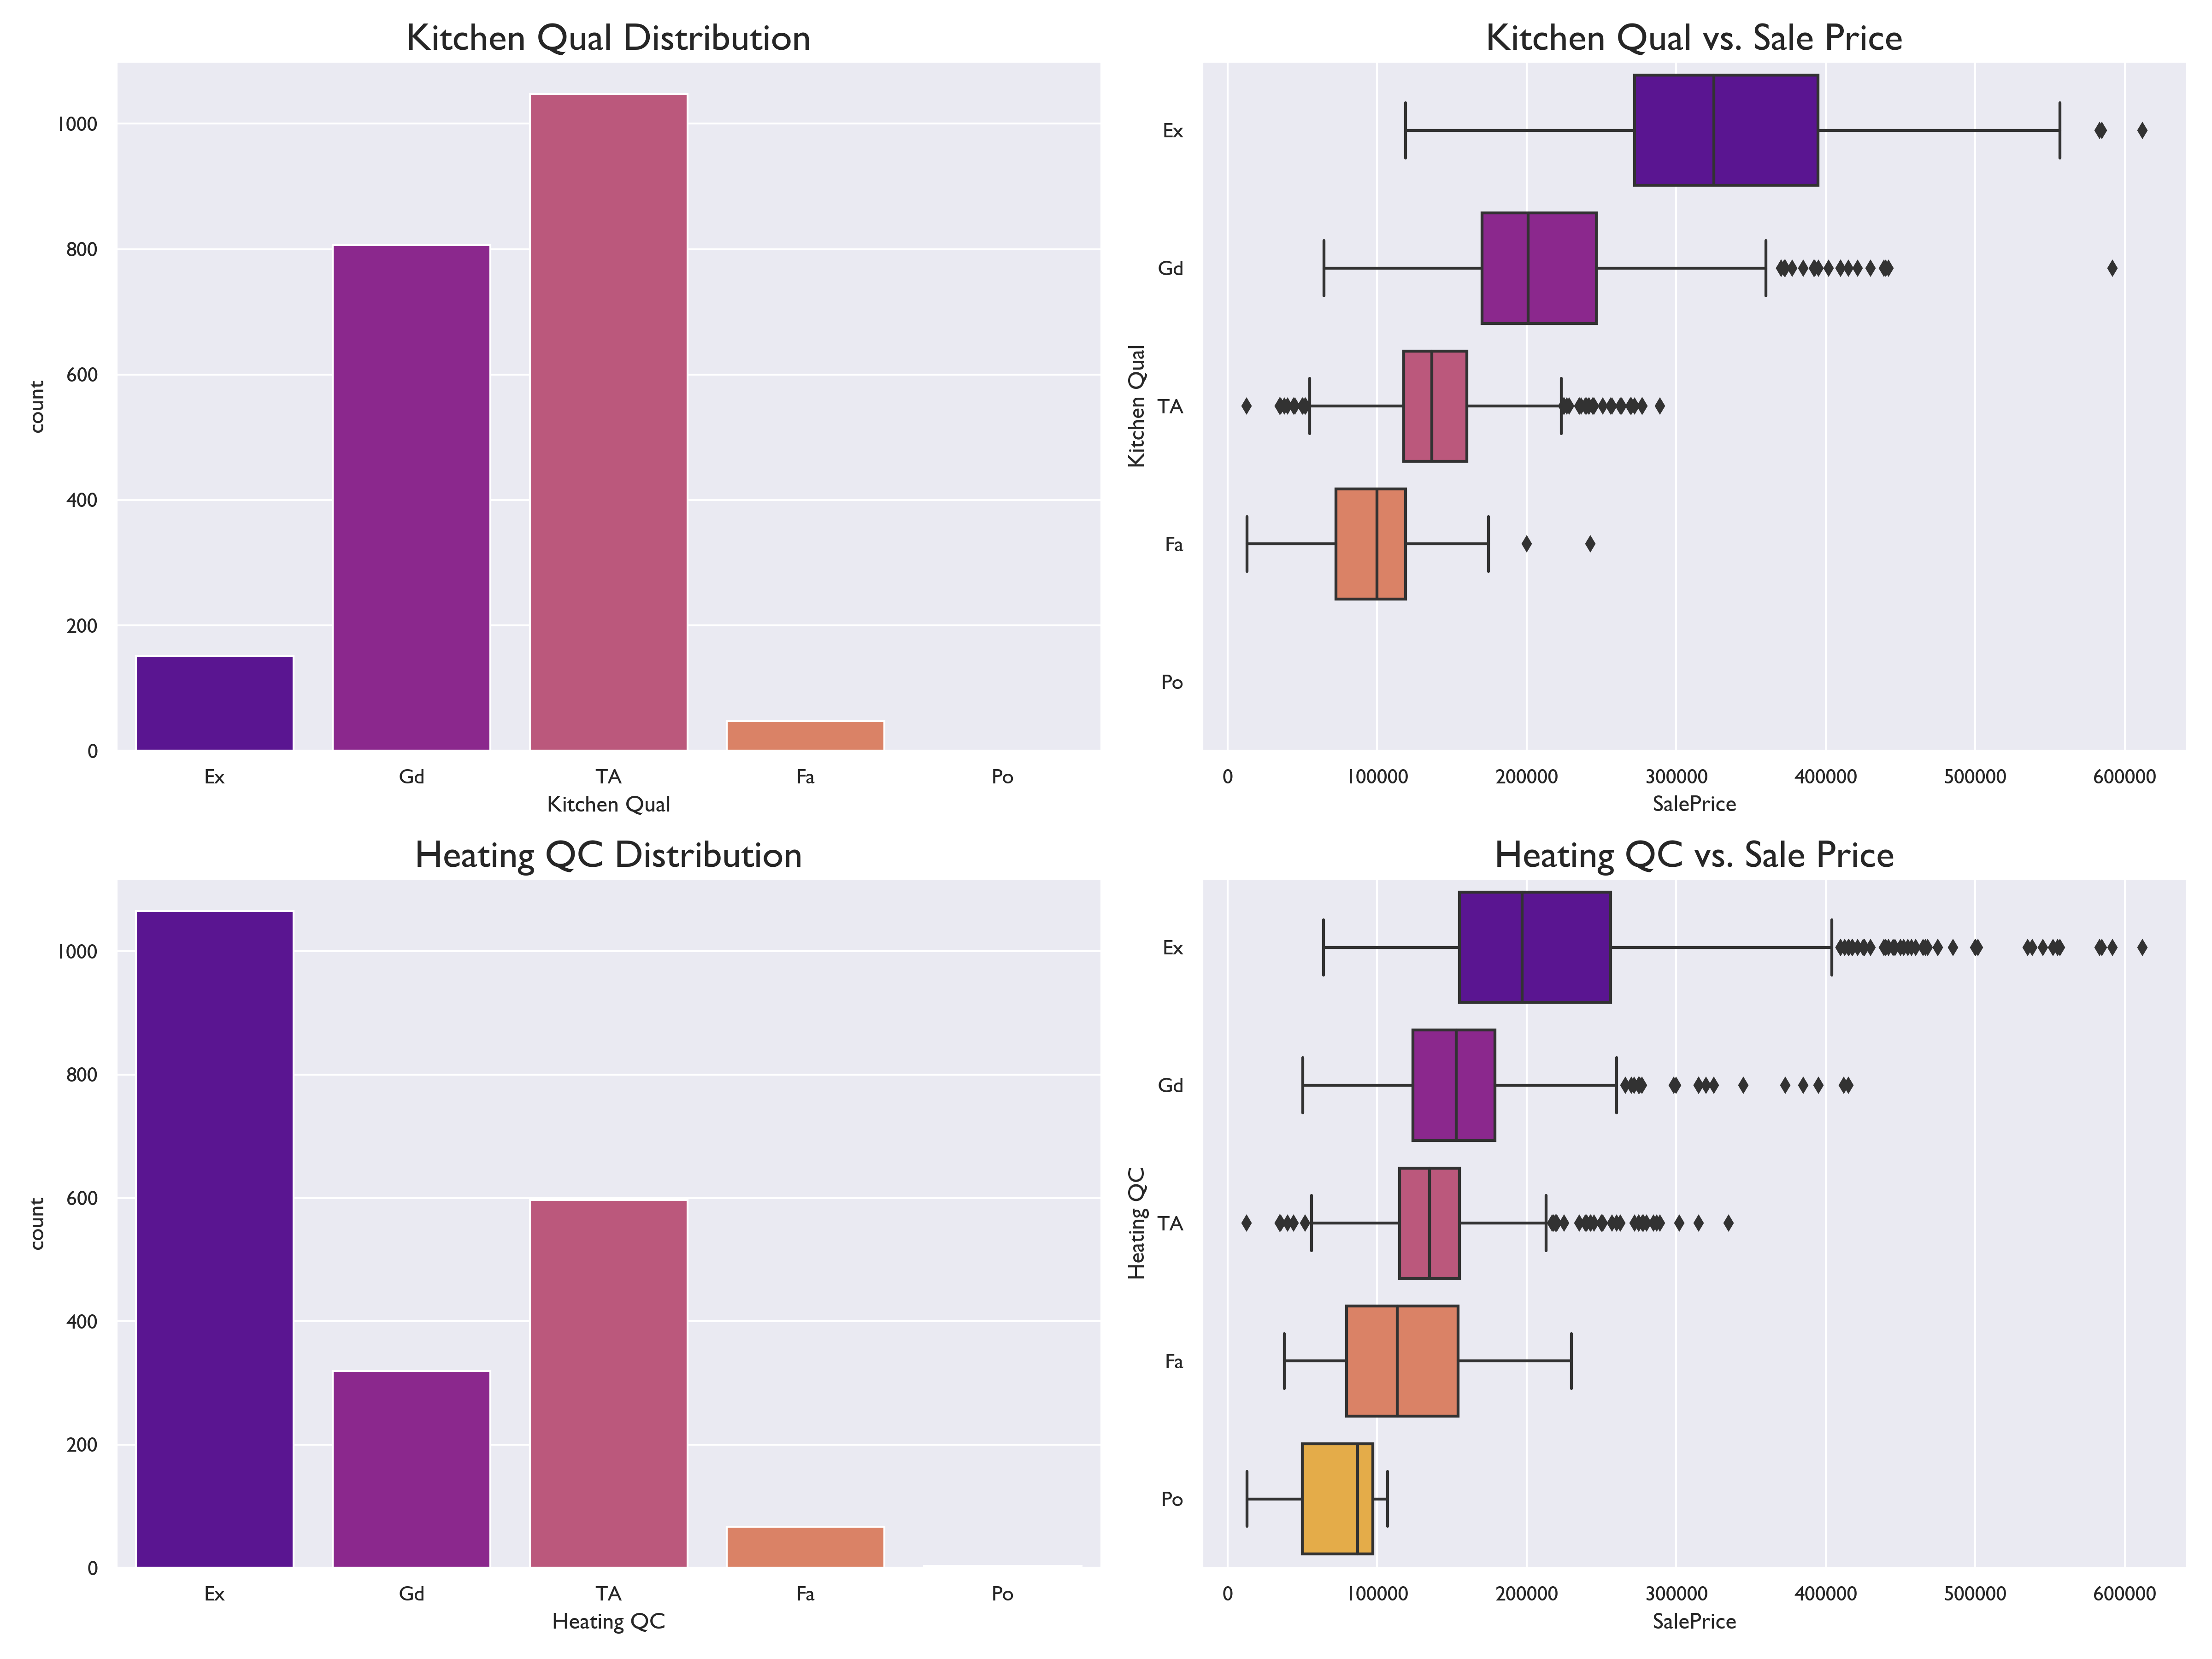 Kitchen Qual Distribution
1000
800
600
400
200
0
count
Ex Gd TA Fa Po
Kitchen Qual
Kitchen Qual vs. Sale Price
Ex
Gd
TA
Fa
Po
Kitchen Qual
0 100000 200000 300000 400000 500000 600000
SalePrice
Heating QC Distribution
1000
800
600
400
200
0
count
Ex Gd TA Fa Po
Heating QC
Heating QC vs. Sale Price
Ex
Gd
TA
Fa
Po
Heating QC
0 100000 200000 300000 400000 500000 600000
SalePrice